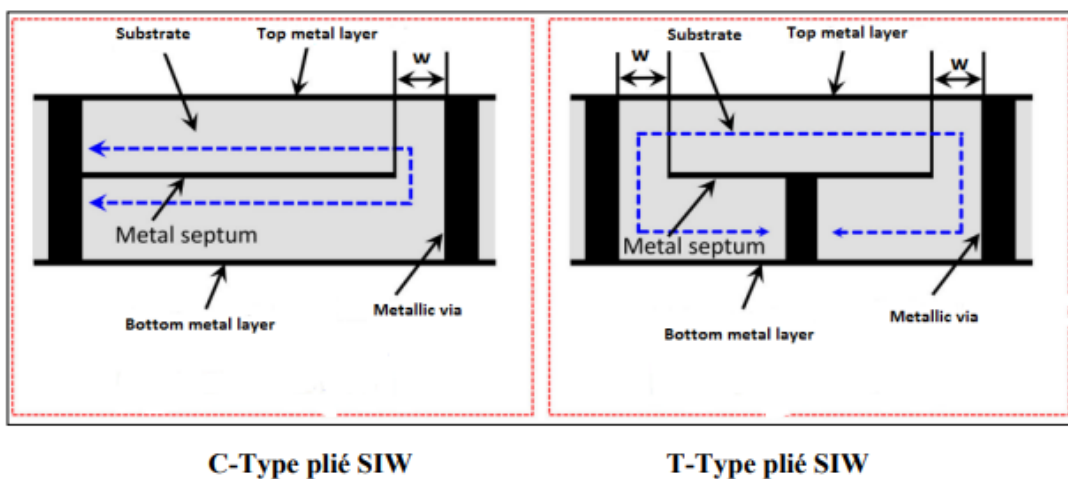 Substrate
Top metal layer
W
Metal septum
Bottom metal layer
Metallic via
Substrate
Top metal layer
W
W
Metal septum
Bottom metal layer
Metallic via
C-Type plié SIW
T-Type plié SIW